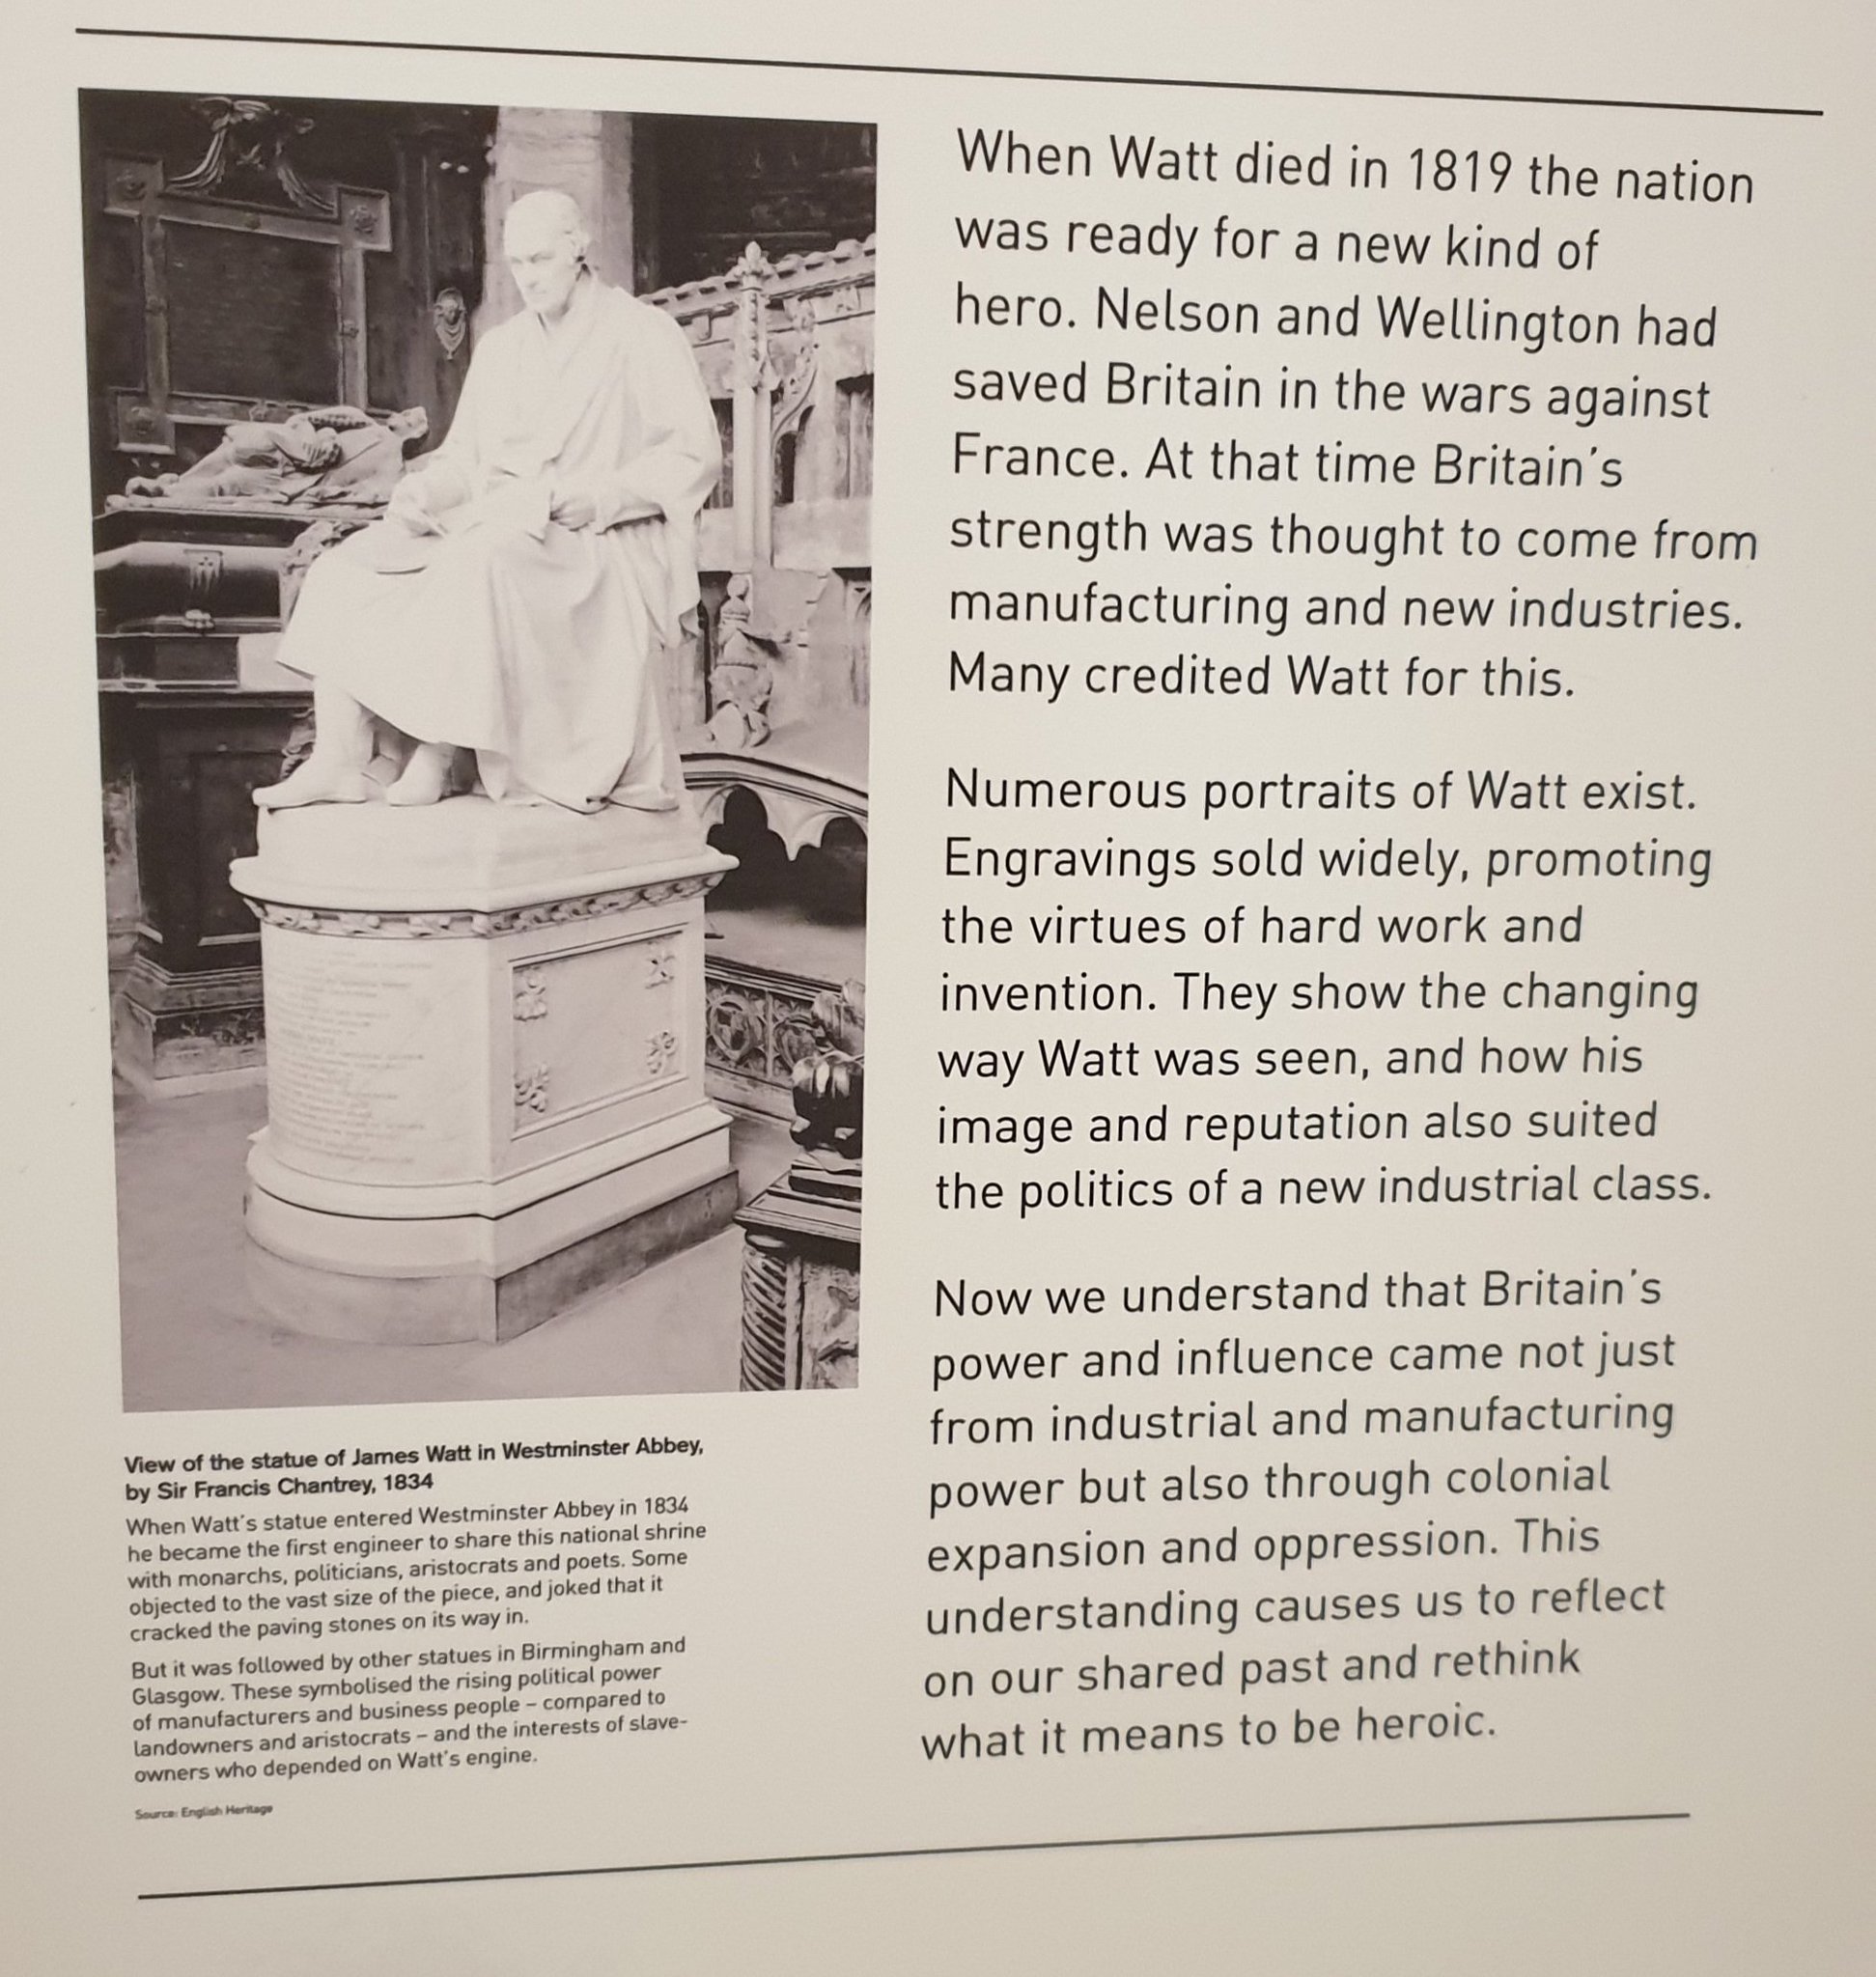 When Watt died in 1819 the nation
was ready for a new kind of
hero. Nelson and Wellington had
saved Britain in the wars against
France. At that time Britain's
strength was thought to come from
manufacturing and new industries.
Many credited Watt for this.
Numerous portraits of Watt exist.
Engravings sold widely, promoting
the virtues of hard work and
invention. They show the changing
way Watt was seen, and how his
image and reputation also suited
the politics of a new industrial class.
Now we understand that Britain's
power and influence came not just
from industrial and manufacturing
power but also through colonial
expansion and oppression. This
understanding causes us to reflect
on our shared past and rethink
what it means to be heroic.
View of the statue of James Watt in Westminster Abbey,
by Sir Francis Chantrey, 1834
When Watt's statue entered Westminster Abbey in 1834
he became the first engineer to share this national shrine
with monarchs, politicians, aristocrats and poets. Some
objected to the vast size of the piece, and joked that it
cracked the paving stones on its way in.
But it was followed by other statues in Birmingham and
Glasgow. These symbolised the rising political power
of manufacturers and business people – compared to
landowners and aristocrats – and the interests of slave-
owners who depended on Watt's engine.
Source: English Heritage